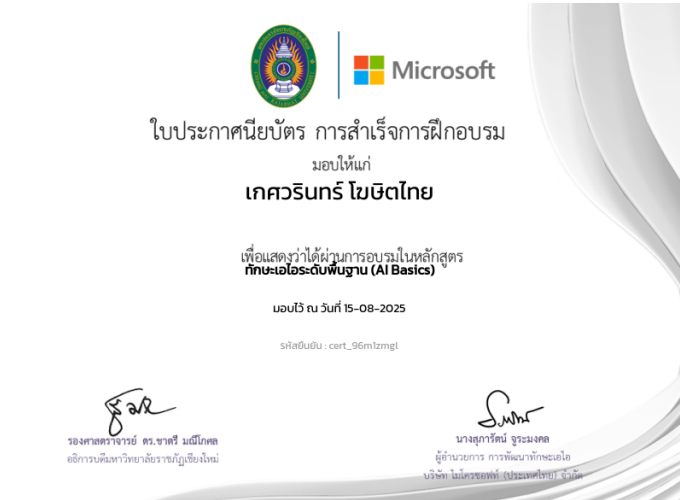 Microsoft
ใบประกาศนียบัตร การสำเร็จการฝึกอบรม
มอบให้แก่
เกศวรินทร์ โฆษิตไทย
เพื่อแสดงว่าได้ผ่านการอบรมในหลักสูตร
ทักษะเอไอระดับพื้นฐาน (AI Basics)
มอบไว้ ณ วันที่ 15-08-2025
รหัสยืนยัน : cert_96m1zmgl
รองศาสตราจารย์ ดร.ชาตรี มณีโกศล
อธิการบดีมหาวิทยาลัยราชภัฏเชียงใหม่
นางสุภารัตน์ จูระมงคล
ผู้อำนวยการ การพัฒนาทักษะเอไอ
บริษัท ไมโครซอฟท์ (ประเทศไทย) จำกัด